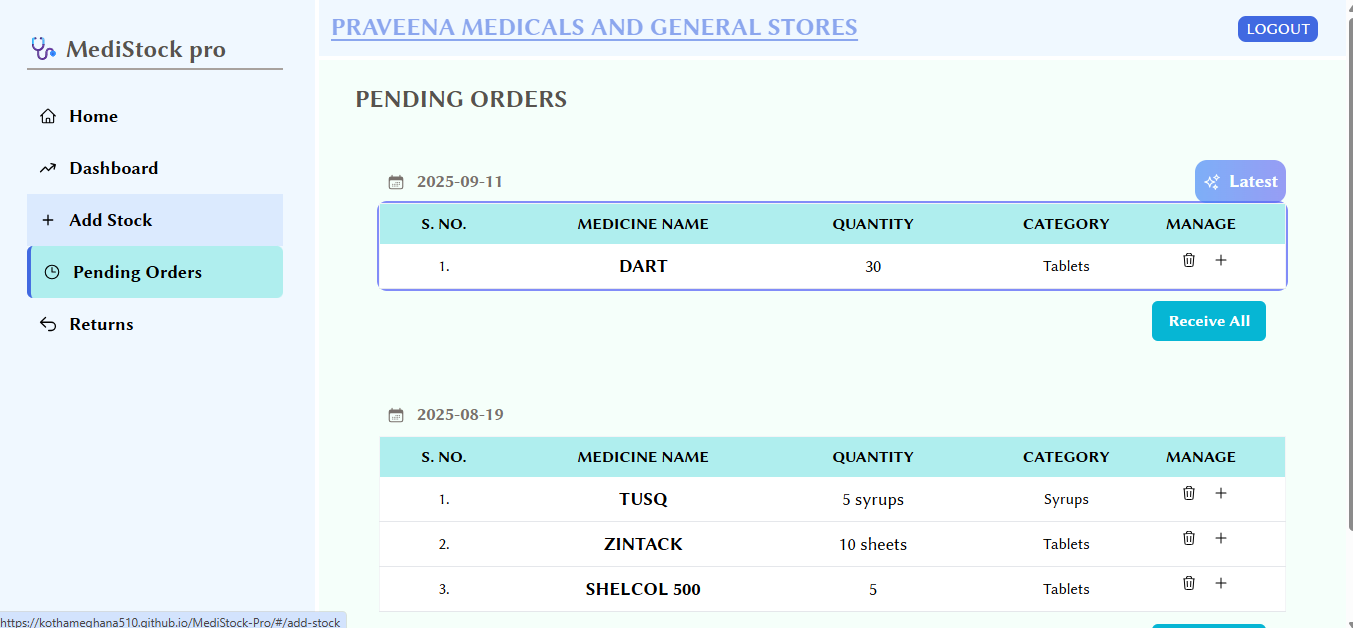 MediStock pro
Home
Dashboard
Add Stock
Pending Orders
Returns
PRAVEENA MEDICALS AND GENERAL STORES
LOGOUT
PENDING ORDERS
2025-09-11
Latest
S. NO. MEDICINE NAME QUANTITY CATEGORY MANAGE
1. DART 30 Tablets
Receive All
2025-08-19
S. NO. MEDICINE NAME QUANTITY CATEGORY MANAGE
1. TUSQ 5 syrups Syrups
2. ZINTACK 10 sheets Tablets
3. SHELCOL 500 5 Tablets
https://kothameghana510.github.io/MediStock-Pro/#/add-stock